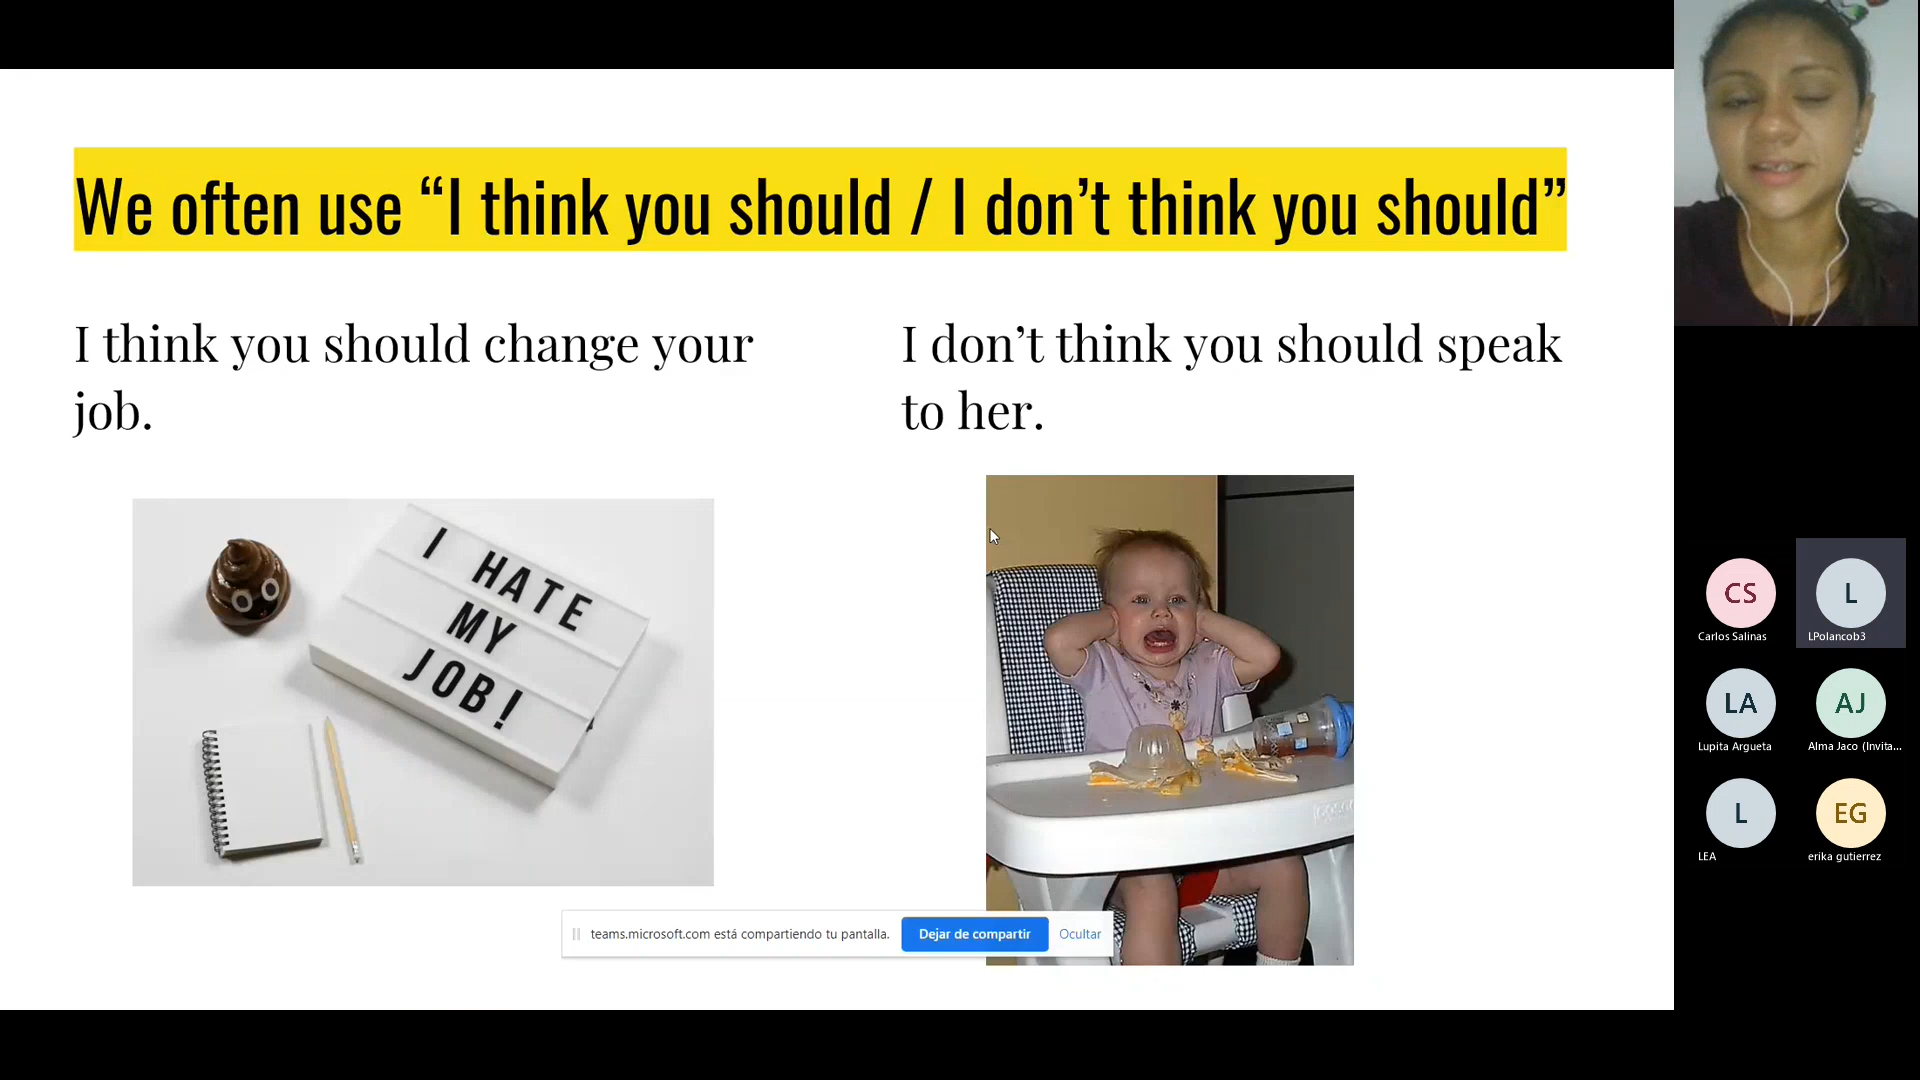 We often use “I think you should / I don’t think you should”
I think you should change your
job.
I don’t think you should speak
to her.
I HATE
MY
JOB!
teams.microsoft.com está compartiendo tu pantalla.
Dejar de compartir
Ocultar
CS
Carlos Salinas
L
LPolancob3
LA
Lupita Argueta
AJ
Alma Jaco (Invita...
L
LEA
EG
erika gutierrez